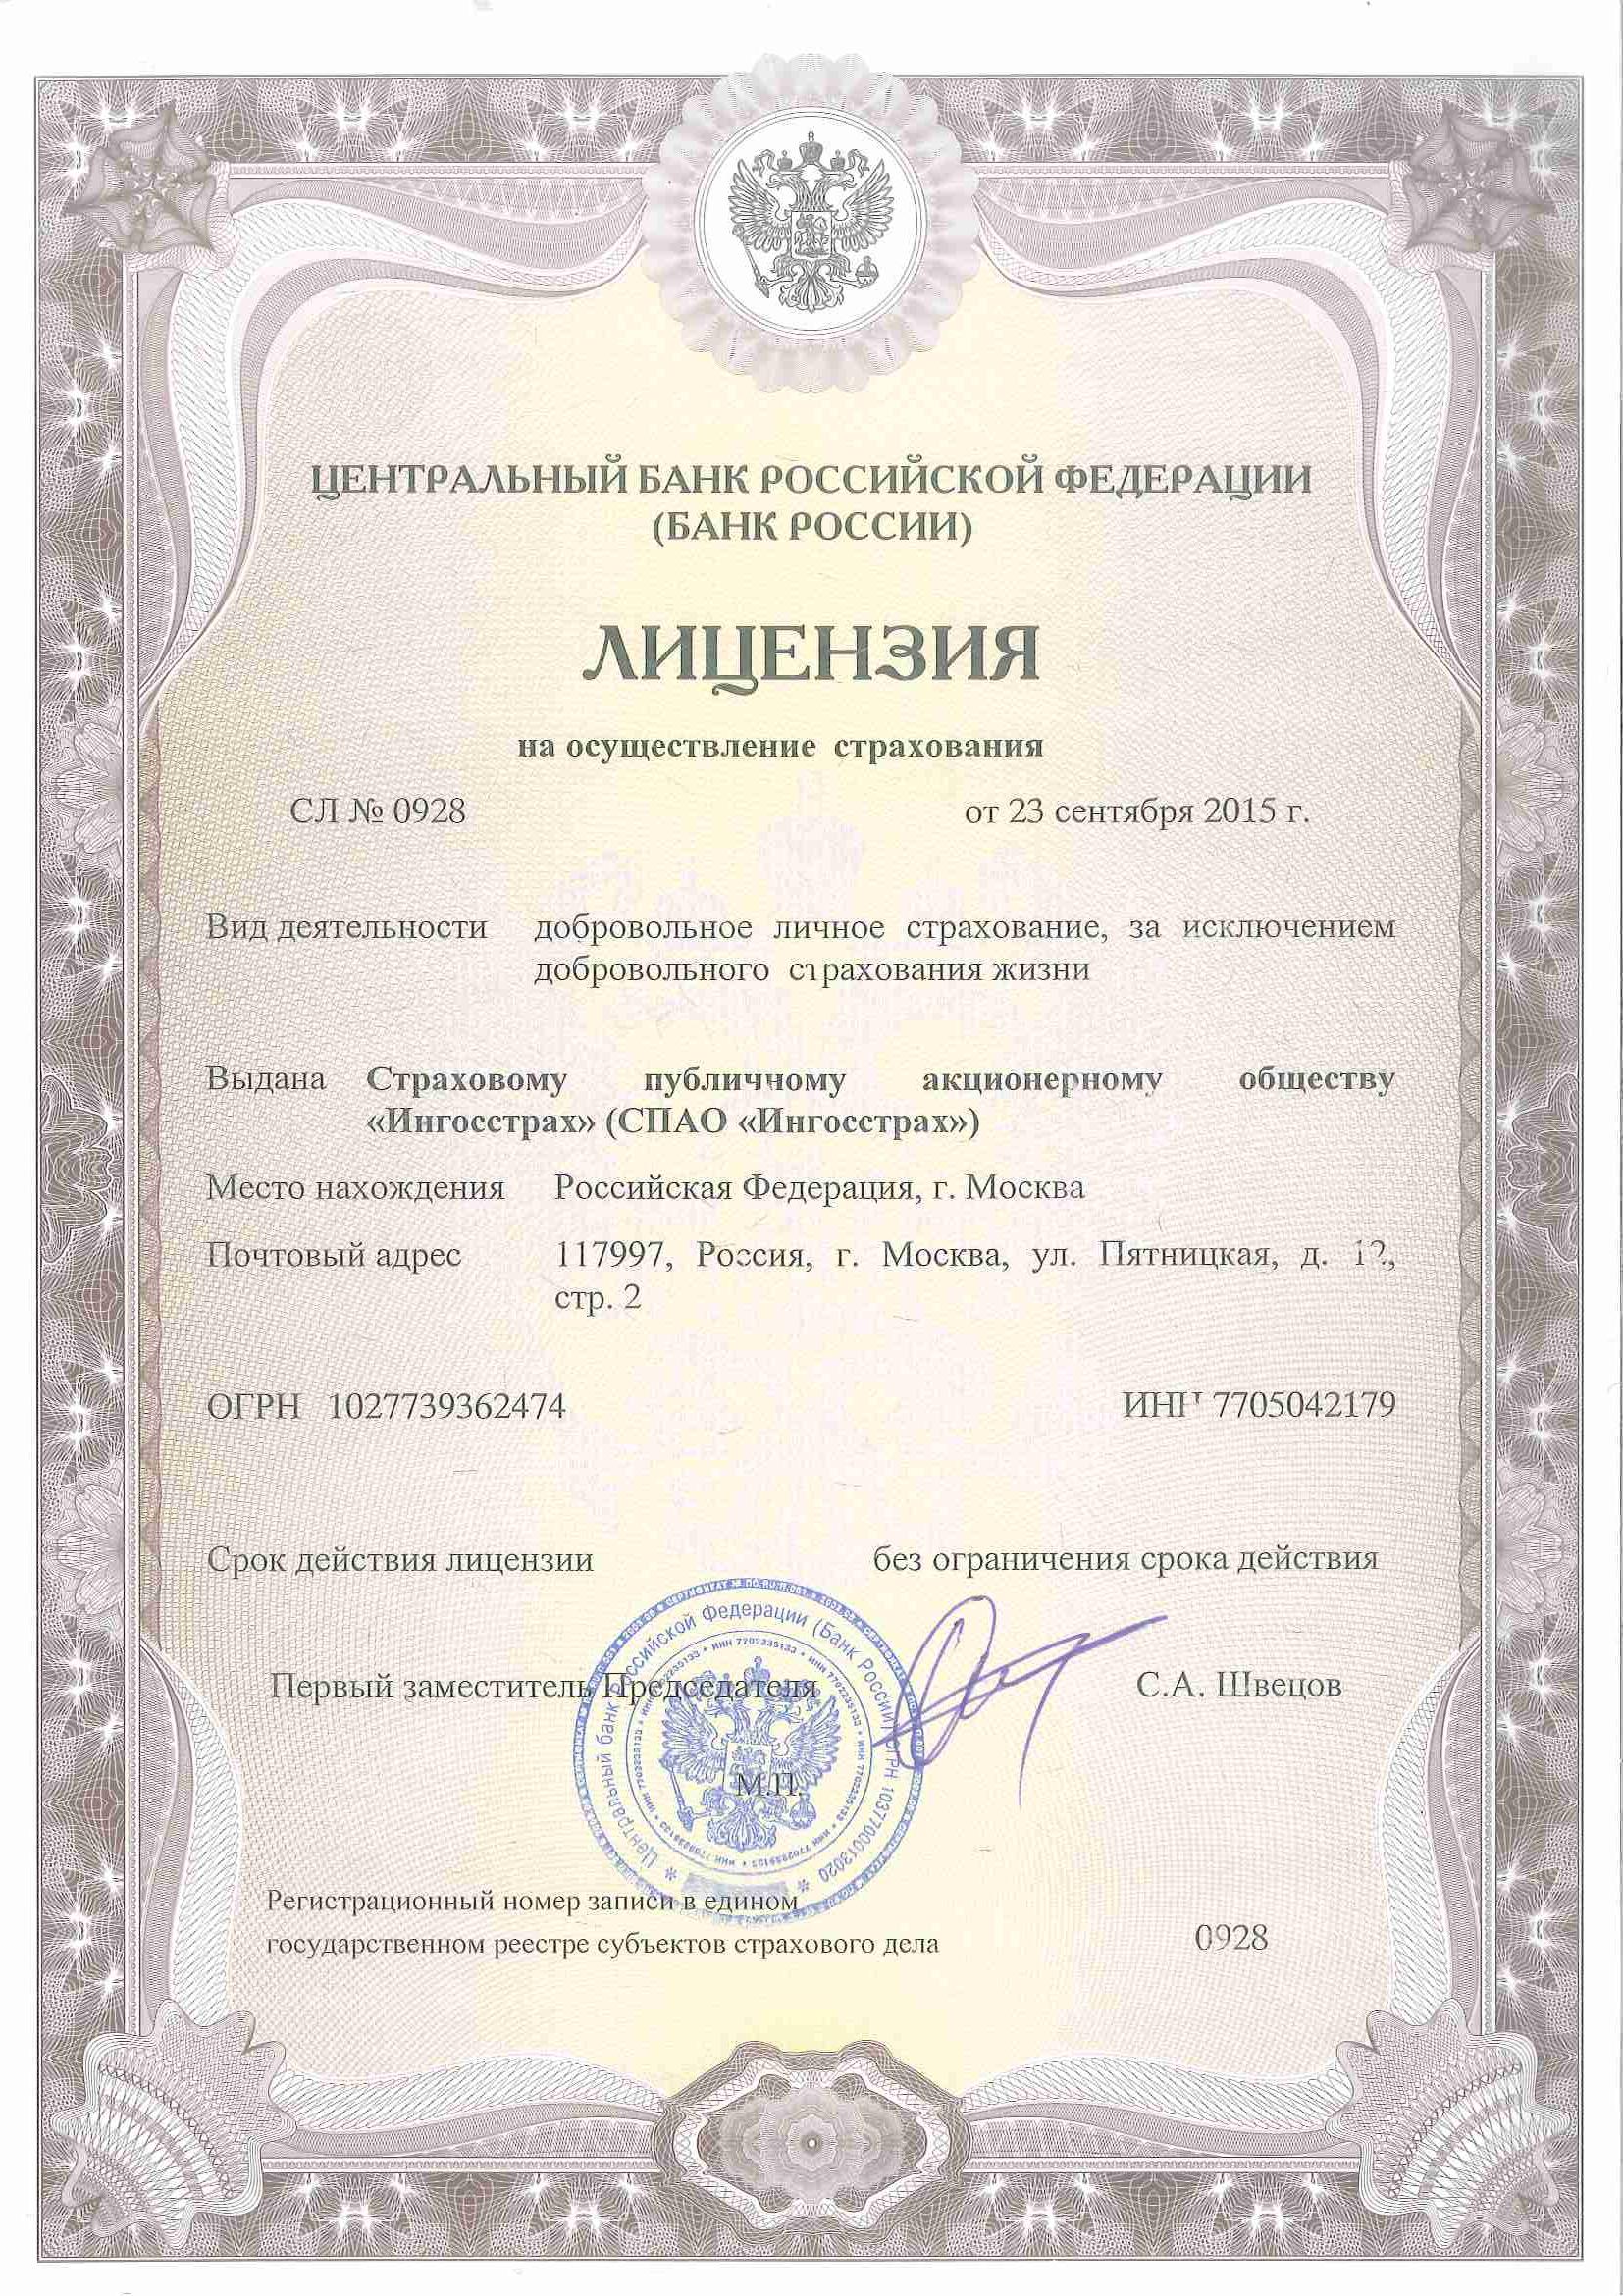 ЦЕНТРАЛЬНЫЙ БАНК РОССИЙСКОЙ ФЕДЕРАЦИИ
(БАНК РОССИИ)
ЛИЦЕНЗИЯ
на осуществление страхования
СЛ № 0928 от 23 сентября 2015 г.
Вид деятельности добровольное личное страхование, за исключением
добровольного страхования жизни
Выдана Страховому публичному акционерному обществу
«Ингосстрах» (СПАО «Ингосстрах»)
Место нахождения Российская Федерация, г. Москва
Почтовый адрес 117997, Россия, г. Москва, ул. Пятницкая, д. 12,
стр. 2
ОГРН 1027739362474 ИНН 7705042179
Срок действия лицензии без ограничения срока действия
Первый заместитель Председателя С.А. Швецов
М.П.
Центральный банк Российской Федерации (Банк России) ОГРН 1037700013020
ИНН 7702235133
Регистрационный номер записи в едином
государственном реестре субъектов страхового дела 0928